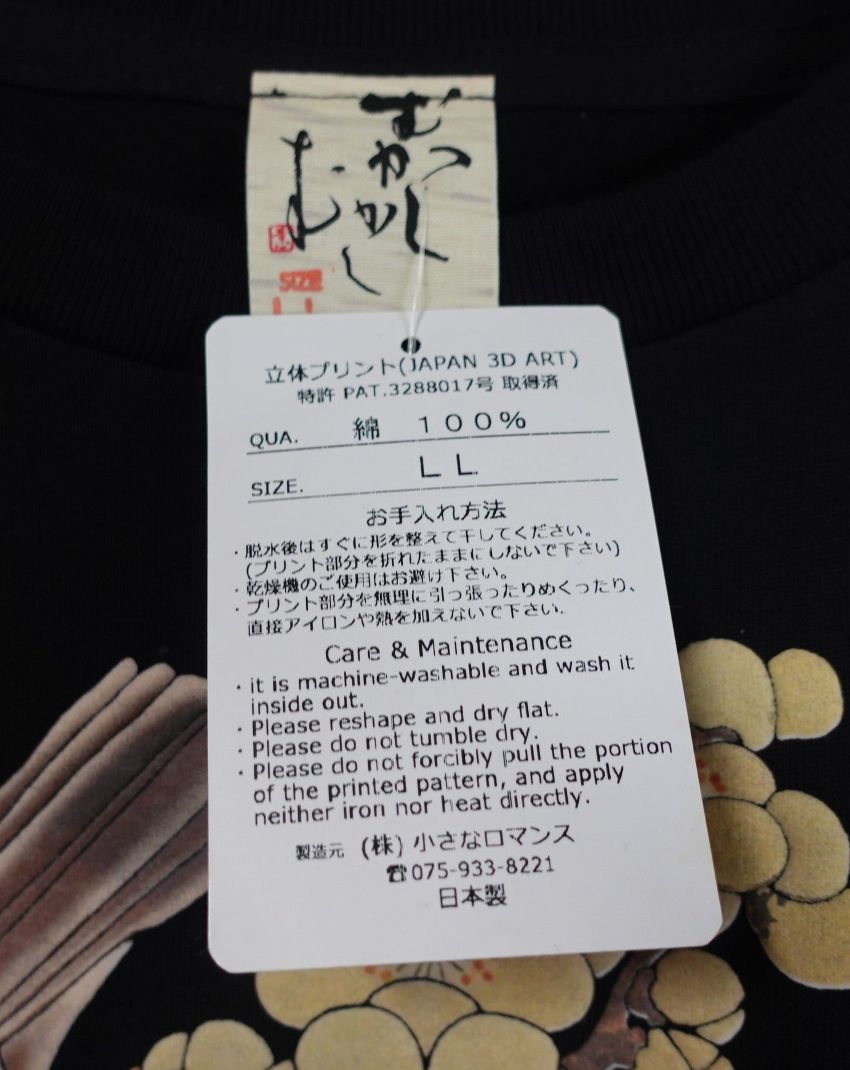 むかし
むかし
SIZE
立体プリント(JAPAN 3D ART)
特許 PAT.3288017号 取得済
QUA. 綿 100%
SIZE. LL
お手入れ方法
・脱水後はすぐに形を整えて干してください。
(プリント部分を折れたままにしないで下さい)
・乾燥機のご使用はお避け下さい。
・プリント部分を無理に引っ張ったりめくったり、
直接アイロンや熱を加えないで下さい。
Care & Maintenance
・it is machine-washable and wash it
inside out.
・Please reshape and dry flat.
・Please do not tumble dry.
・Please do not forcibly pull the portion
of the printed pattern, and apply
neither iron nor heat directly.
製造元 (株) 小さなロマンス
☎075-933-8221
日本製